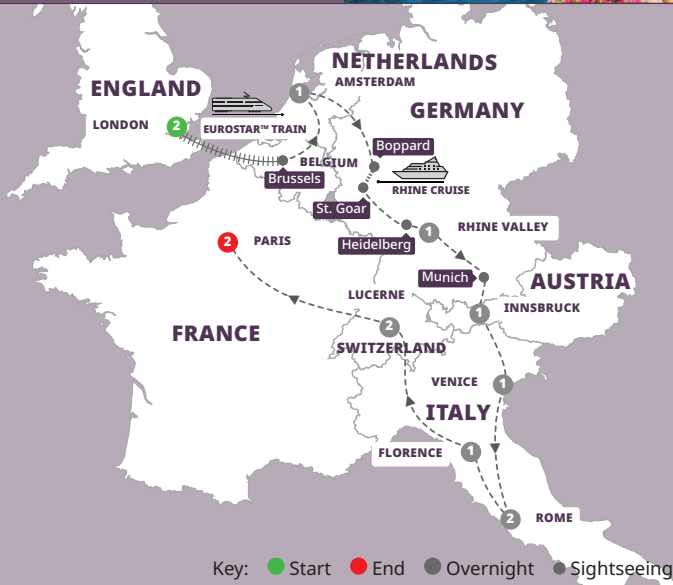 NETHERLANDS
AMSTERDAM
1
ENGLAND
GERMANY
LONDON
2
EUROSTAR™ TRAIN
BELGIUM
Boppard
Brussels
RHINE CRUISE
St. Goar
RHINE VALLEY
1
Heidelberg
PARIS
2
Munich
AUSTRIA
LUCERNE
INNSBRUCK
1
2
FRANCE
SWITZERLAND
VENICE
1
ITALY
FLORENCE
1
ROME
2
Key: Start End Overnight Sightseeing